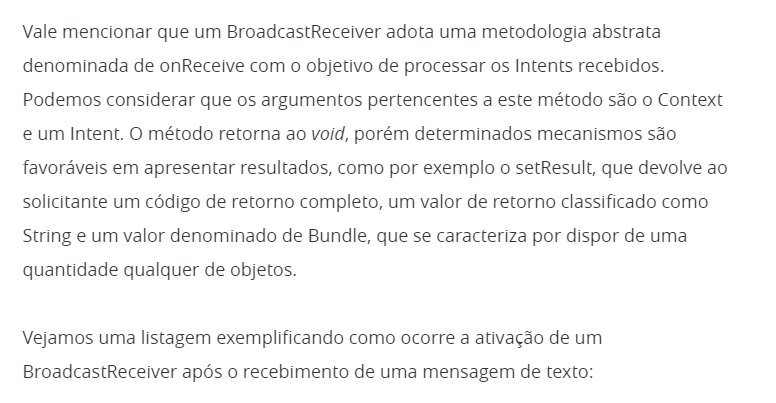 Vale mencionar que um BroadcastReceiver adota uma metodologia abstrata
denominada de onReceive com o objetivo de processar os Intents recebidos.
Podemos considerar que os argumentos pertencentes a este método são o Context
e um Intent. O método retorna ao void, porém determinados mecanismos são
favoráveis em apresentar resultados, como por exemplo o setResult, que devolve ao
solicitante um código de retorno completo, um valor de retorno classificado como
String e um valor denominado de Bundle, que se caracteriza por dispor de uma
quantidade qualquer de objetos.
Vejamos uma listagem exemplificando como ocorre a ativação de um
BroadcastReceiver após o recebimento de uma mensagem de texto: